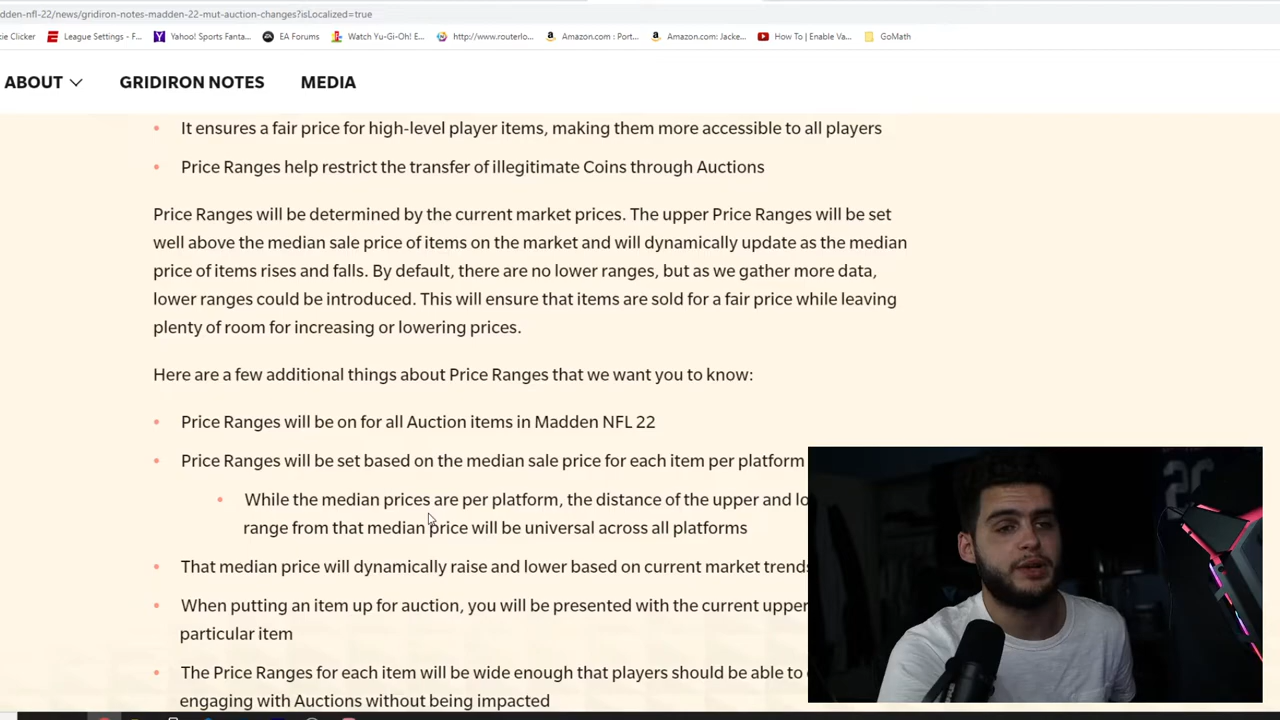 dden-nfl-22/news/gridiron-notes-madden-22-mut-auction-changes?isLocalized=true
kie Clicker League Settings - F... Yahoo! Sports Fanta... EA Forums Watch Yu-Gi-Oh! E... http://www.routerlo... Amazon.com : Port... Amazon.com: Jacke... How To | Enable Va... GoMath
ABOUT GRIDIRON NOTES MEDIA
• It ensures a fair price for high-level player items, making them more accessible to all players
• Price Ranges help restrict the transfer of illegitimate Coins through Auctions
Price Ranges will be determined by the current market prices. The upper Price Ranges will be set
well above the median sale price of items on the market and will dynamically update as the median
price of items rises and falls. By default, there are no lower ranges, but as we gather more data,
lower ranges could be introduced. This will ensure that items are sold for a fair price while leaving
plenty of room for increasing or lowering prices.
Here are a few additional things about Price Ranges that we want you to know:
• Price Ranges will be on for all Auction items in Madden NFL 22
• Price Ranges will be set based on the median sale price for each item per platform
• While the median prices are per platform, the distance of the upper and lo
range from that median price will be universal across all platforms
• That median price will dynamically raise and lower based on current market trends
• When putting an item up for auction, you will be presented with the current upper
particular item
• The Price Ranges for each item will be wide enough that players should be able to
engaging with Auctions without being impacted